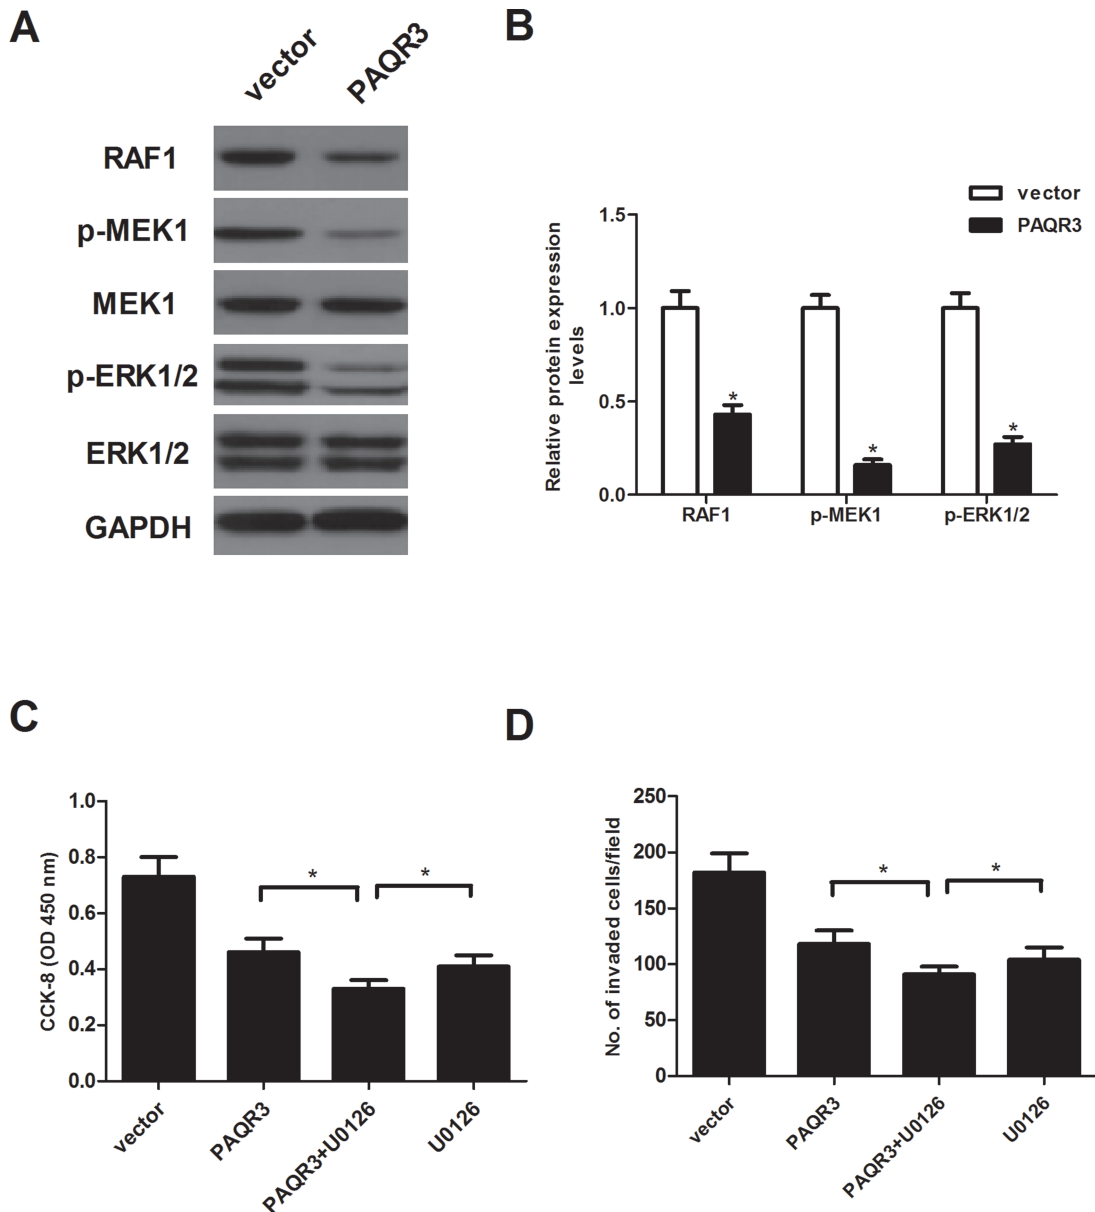 A
vector
PAQR3
RAF1
p-MEK1
MEK1
p-ERK1/2
ERK1/2
GAPDH
B
vector
PAQR3
Relative protein expression
levels
1.5
1.0
0.5
0.0
*
*
*
RAF1
p-MEK1
p-ERK1/2
C
CCK-8 (OD 450 nm)
1.0
0.8
0.6
0.4
0.2
0.0
*
*
vector
PAQR3
PAQR3+U0126
U0126
D
No. of invaded cells/field
250
200
150
100
50
0
*
*
vector
PAQR3
PAQR3+U0126
U0126